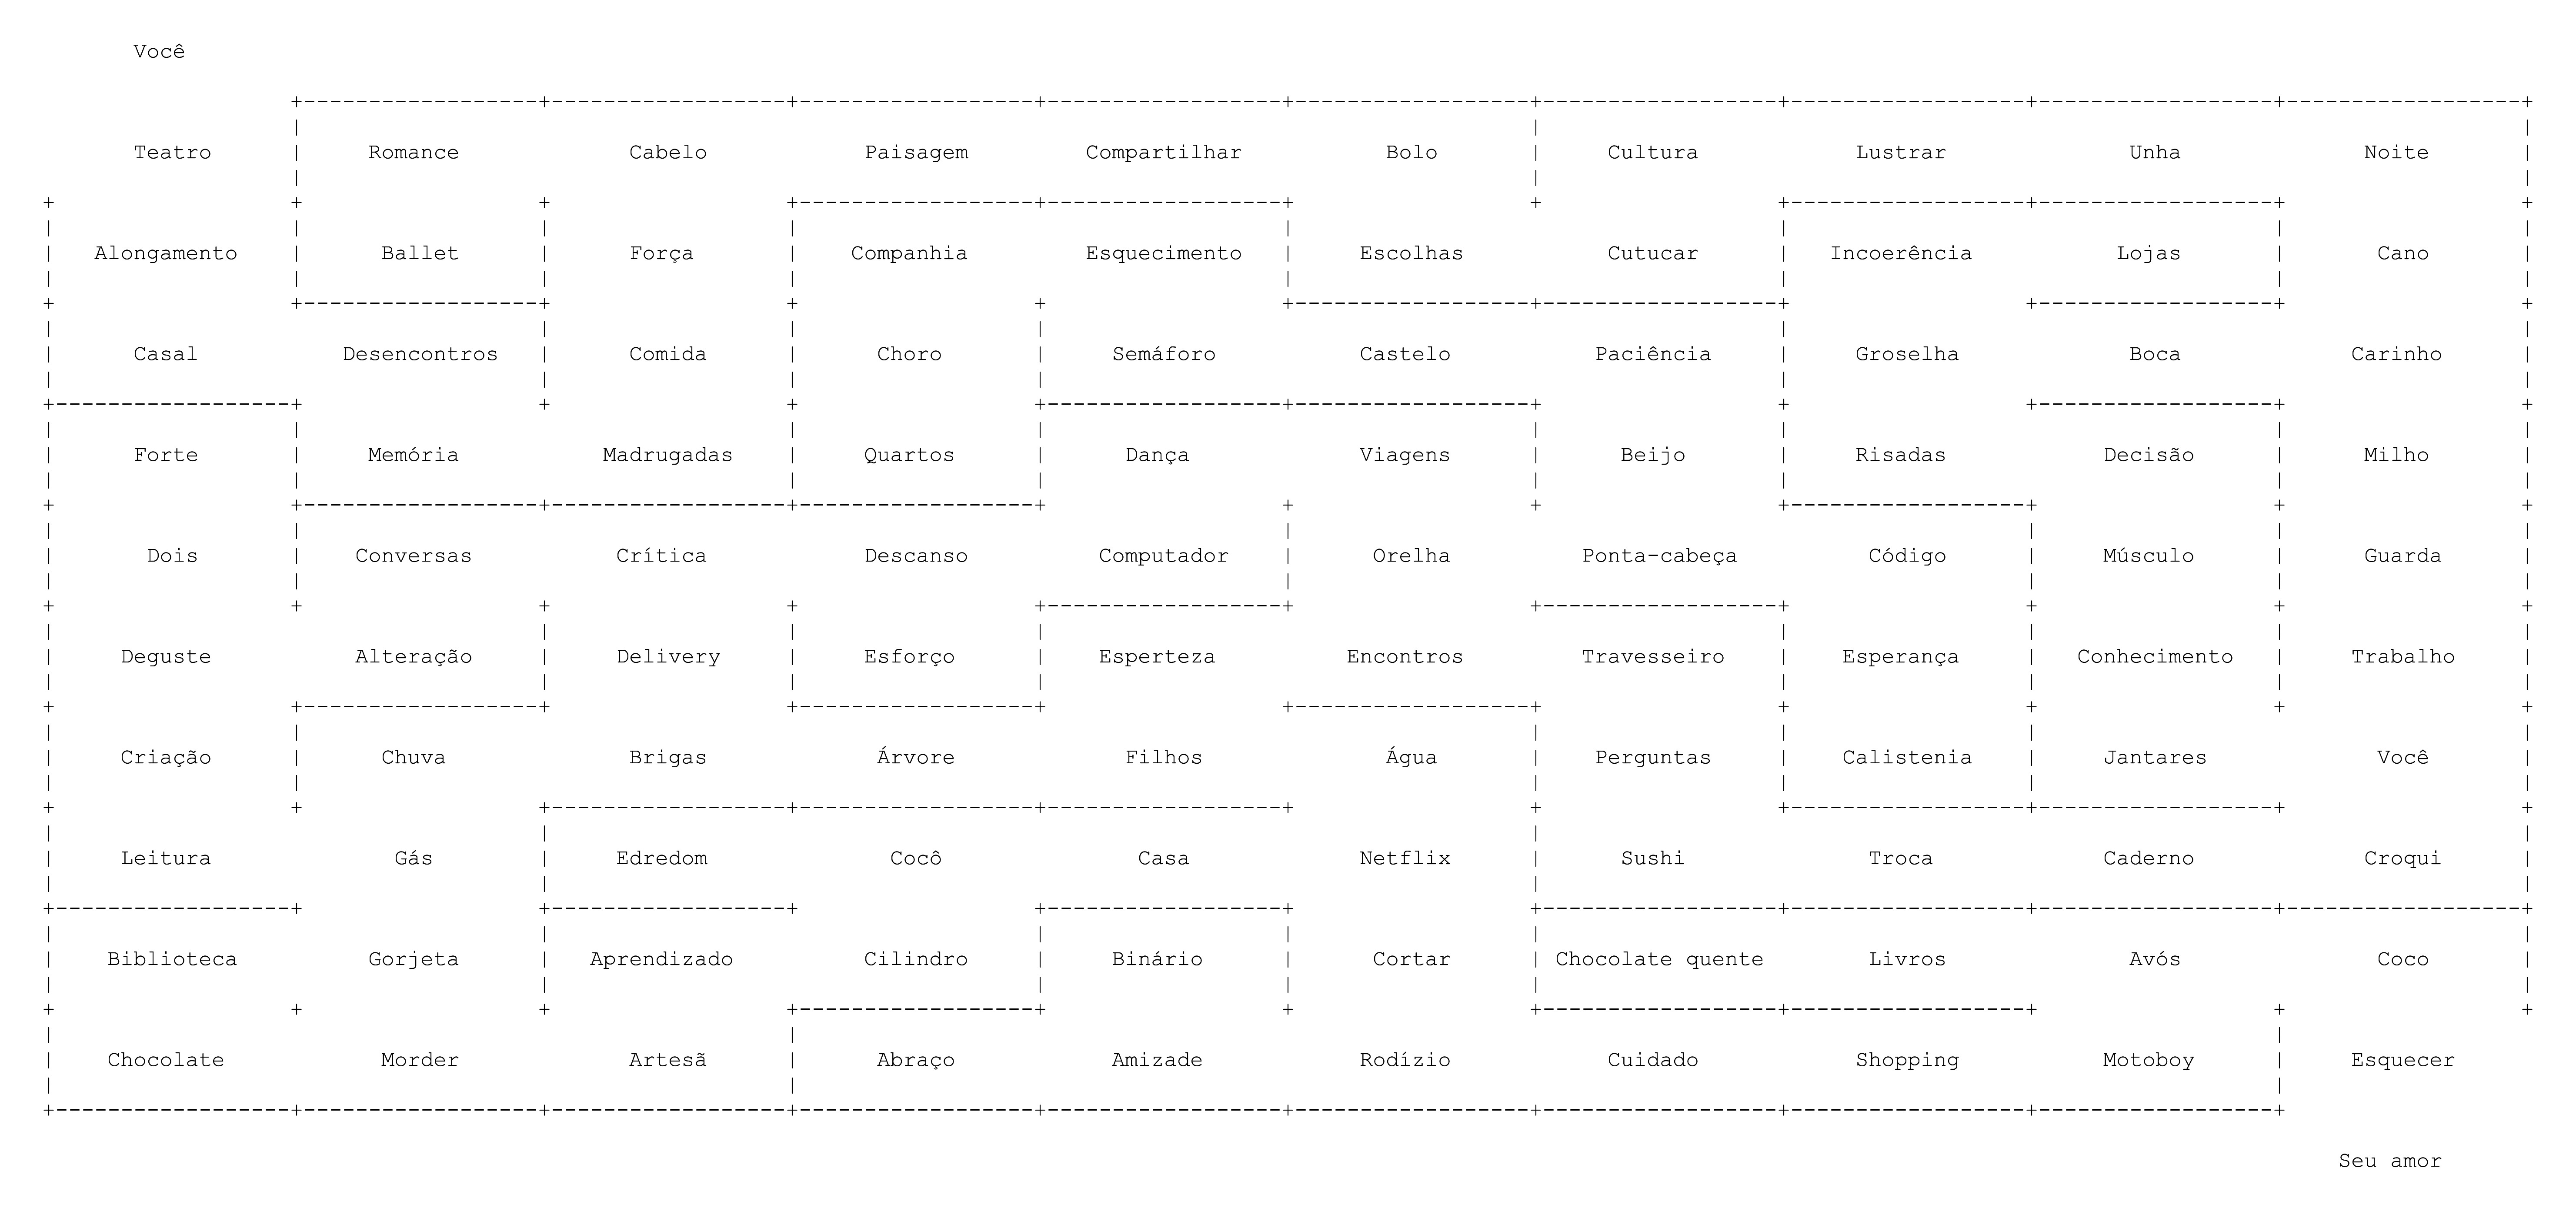 Você
Teatro Romance Cabelo Paisagem Compartilhar Bolo Cultura Lustrar Unha Noite
Alongamento Ballet Força Companhia Esquecimento Escolhas Cutucar Incoerência Lojas Cano
Casal Desencontros Comida Choro Semáforo Castelo Paciência Groselha Boca Carinho
Forte Memória Madrugadas Quartos Dança Viagens Beijo Risadas Decisão Milho
Dois Conversas Crítica Descanso Computador Orelha Ponta-cabeça Código Músculo Guarda
Deguste Alteração Delivery Esforço Esperteza Encontros Travesseiro Esperança Conhecimento Trabalho
Criação Chuva Brigas Árvore Filhos Água Perguntas Calistenia Jantares Você
Leitura Gás Edredom Cocô Casa Netflix Sushi Troca Caderno Croqui
Biblioteca Gorjeta Aprendizado Cilindro Binário Cortar Chocolate quente Livros Avós Coco
Chocolate Morder Artesã Abraço Amizade Rodízio Cuidado Shopping Motoboy Esquecer
Seu amor